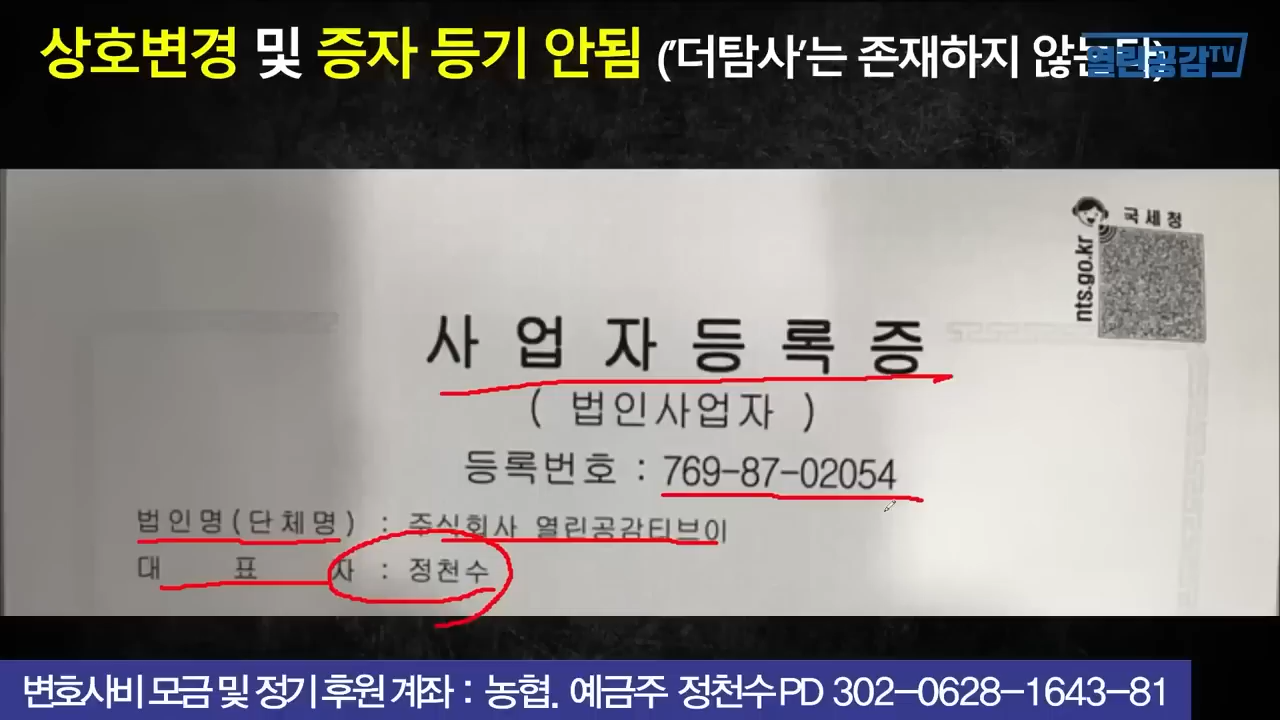 상호변경 및 증자 등기 안됨 ('더탐사'는 존재하지 않는다)
열린공감TV
국세청
nts.go.kr
사업자등록증
( 법인사업자 )
등록번호 : 769-87-02054
법인명(단체명) : 주식회사 열린공감티브이
대 표 자 : 정천수
변호사비 모금 및 정기 후원 계좌 : 농협. 예금주 정천수PD 302-0628-1643-81